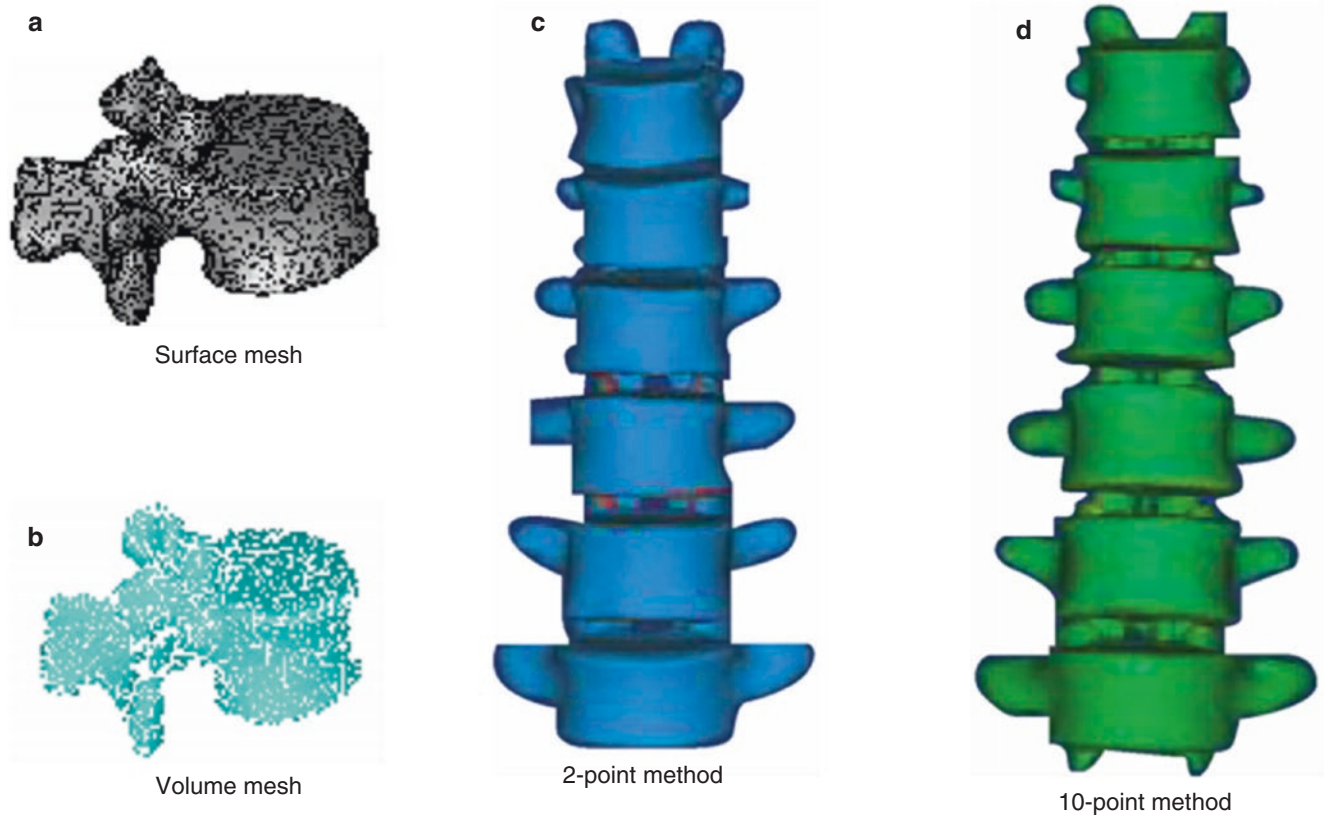 a
Surface mesh
b
Volume mesh
c
2-point method
d
10-point method